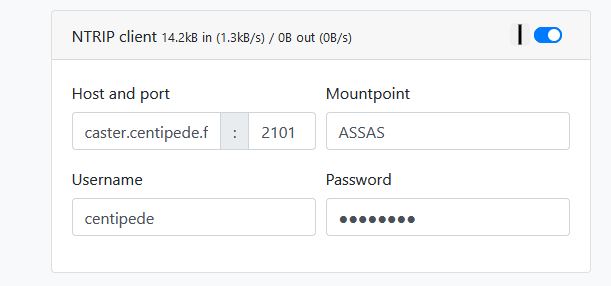 NTRIP client 14.2kB in (1.3kB/s) / 0B out (0B/s)
Host and port Mountpoint
caster.centipede.f : 2101 ASSAS
Username Password
centipede ●●●●●●●●